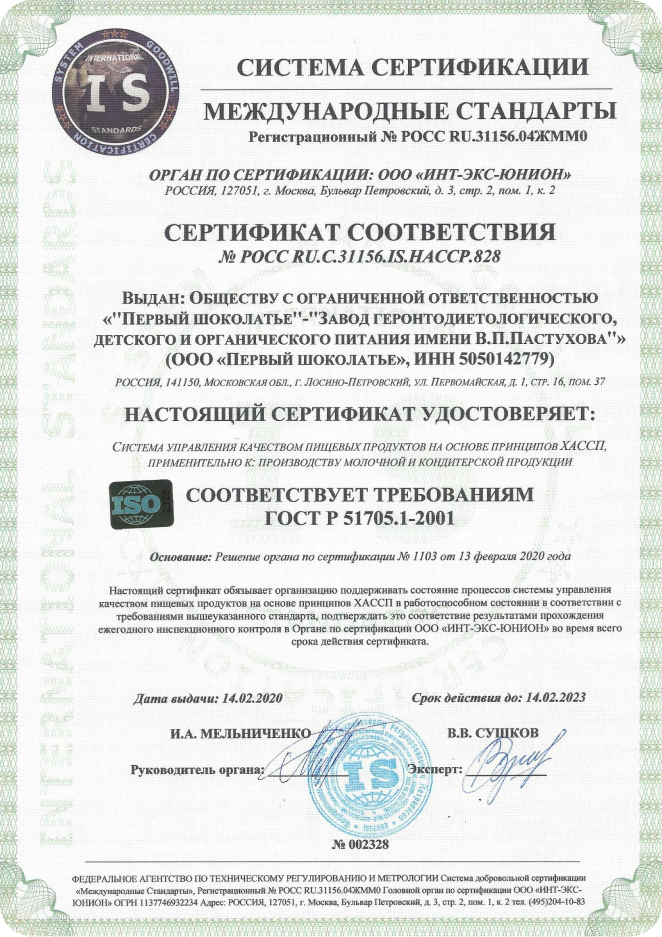 SYSTEM GOODWILL
INTERNATIONAL
IS
STANDARDS
CERTIFICATION
СИСТЕМА СЕРТИФИКАЦИИ
МЕЖДУНАРОДНЫЕ СТАНДАРТЫ
Регистрационный № РОСС RU.31156.04ЖММ0
ОРГАН ПО СЕРТИФИКАЦИИ: ООО «ИНТ-ЭКС-ЮНИОН»
РОССИЯ, 127051, г. Москва, Бульвар Петровский, д. 3, стр. 2, пом. 1, к. 2
СЕРТИФИКАТ СООТВЕТСТВИЯ
№ РОСС RU.C.31156.IS.HACCP.828
Выдан: Обществу с ограниченной ответственностью
«"Первый шоколатье"-"Завод геронтодиетологического,
детского и органического питания имени В.П.Пастухова"»
(ООО «Первый шоколатье», ИНН 5050142779)
РОССИЯ, 141150, Московская обл., г. Лосино-Петровский, ул. Первомайская, д. 1, стр. 16, пом. 37
НАСТОЯЩИЙ СЕРТИФИКАТ УДОСТОВЕРЯЕТ:
Система управления качеством пищевых продуктов на основе принципов ХАССП,
применительно к: производству молочной и кондитерской продукции
ISO
СООТВЕТСТВУЕТ ТРЕБОВАНИЯМ
ГОСТ Р 51705.1-2001
Основание: Решение органа по сертификации № 1103 от 13 февраля 2020 года
Настоящий сертификат обязывает организацию поддерживать состояние процессов системы управления
качеством пищевых продуктов на основе принципов ХАССП в работоспособном состоянии в соответствии с
требованиями вышеуказанного стандарта, подтверждать это соответствие результатами прохождения
ежегодного инспекционного контроля в Органе по сертификации ООО «ИНТ-ЭКС-ЮНИОН» во время всего
срока действия сертификата.
Дата выдачи: 14.02.2020 Срок действия до: 14.02.2023
И.А. МЕЛЬНИЧЕНКО В.В. СУШКОВ
Руководитель органа: Эксперт:
IS
№ 002328
ФЕДЕРАЛЬНОЕ АГЕНТСТВО ПО ТЕХНИЧЕСКОМУ РЕГУЛИРОВАНИЮ И МЕТРОЛОГИИ Система добровольной сертификации
«Международные Стандарты», Регистрационный № РОСС RU.31156.04ЖММ0 Головной орган по сертификации ООО «ИНТ-ЭКС-
ЮНИОН» ОГРН 1137746932234 Адрес: РОССИЯ, 127051, г. Москва, Бульвар Петровский, д. 3, стр. 2, пом. 1, к. 2 тел. (495)204-10-83
INTERNATIONAL STANDARDS